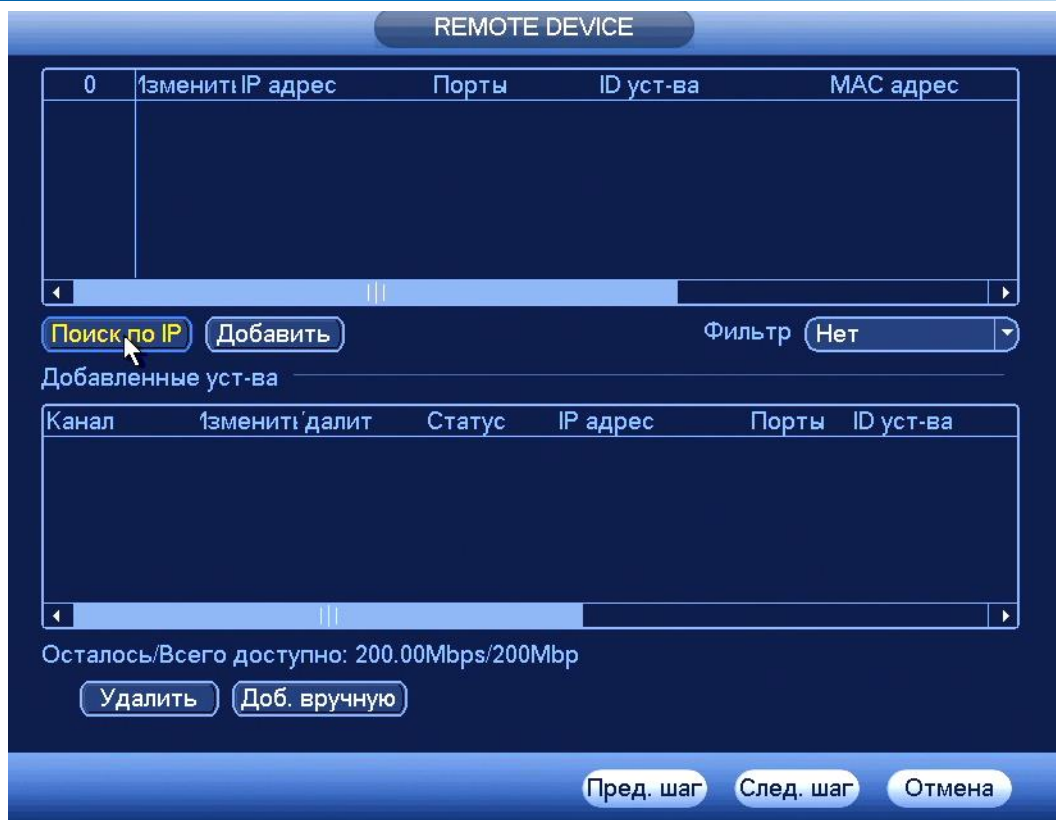 REMOTE DEVICE
0 Изменить IP адрес Порты ID уст-ва MAC адрес
Поиск по IP Добавить Фильтр Нет
Добавленные уст-ва
Канал Изменить далит Статус IP адрес Порты ID уст-ва
Осталось/Всего доступно: 200.00Mbps/200Mbp
Удалить Доб. вручную
Пред. шаг След. шаг Отмена